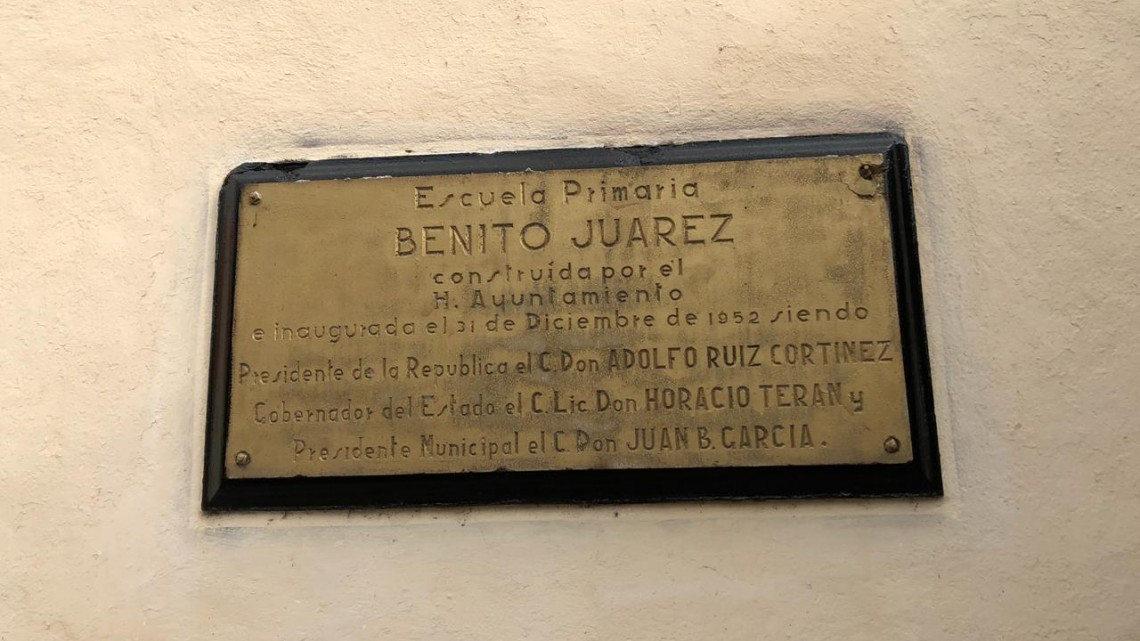 Escuela Primaria
BENITO JUAREZ
construída por el
H. Ayuntamiento
e inaugurada el 31 de Diciembre de 1952 siendo
Presidente de la Republica el C. Don ADOLFO RUIZ CORTINEZ
Gobernador del Estado el C. Lic Don HORACIO TERAN y
Presidente Municipal el C. Don JUAN B. GARCIA.